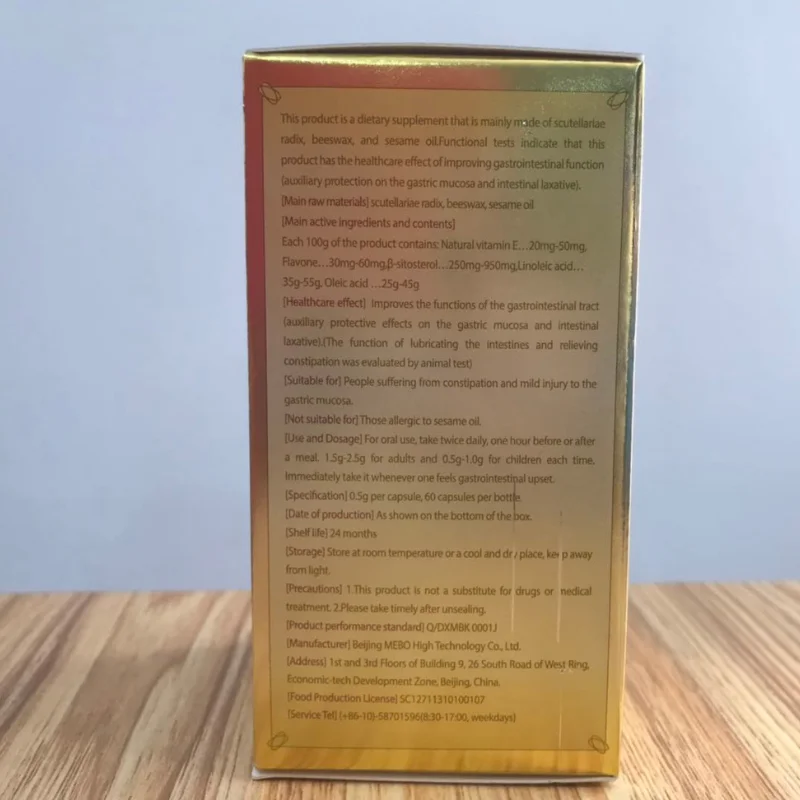 This product is a dietary supplement that is mainly made of scutellariae
radix, beeswax, and sesame oil.Functional tests indicate that this
product has the healthcare effect of improving gastrointestinal function
(auxiliary protection on the gastric mucosa and intestinal laxative).
[Main raw materials] scutellariae radix, beeswax, sesame oil
[Main active ingredients and contents]
Each 100g of the product contains: Natural vitamin E...20mg-50mg,
Flavone...30mg-60mg,β-sitosterol...250mg-950mg,Linoleic acid...
35g-55g, Oleic acid ...25g-45g
[Healthcare effect] Improves the functions of the gastrointestinal tract
(auxiliary protective effects on the gastric mucosa and intestinal
laxative).(The function of lubricating the intestines and relieving
constipation was evaluated by animal test)
[Suitable for] People suffering from constipation and mild injury to the
gastric mucosa.
[Not suitable for] Those allergic to sesame oil.
[Use and Dosage] For oral use, take twice daily, one hour before or after
a meal. 1.5g-2.5g for adults and 0.5g-1.0g for children each time.
Immediately take it whenever one feels gastrointestinal upset.
[Specification] 0.5g per capsule, 60 capsules per bottle.
[Date of production] As shown on the bottom of the box.
[Shelf life] 24 months
[Storage] Store at room temperature or a cool and dry place, keep away
from light.
[Precautions] 1.This product is not a substitute for drugs or medical
treatment. 2.Please take timely after unsealing.
[Product performance standard] Q/DXMBK 0001J
[Manufacturer] Beijing MEBO High Technology Co., Ltd.
[Address] 1st and 3rd Floors of Building 9, 26 South Road of West Ring,
Economic-tech Development Zone, Beijing, China.
[Food Production License] SC12711310100107
[Service Tel] (+86-10)-58701596(8:30-17:00, weekdays)